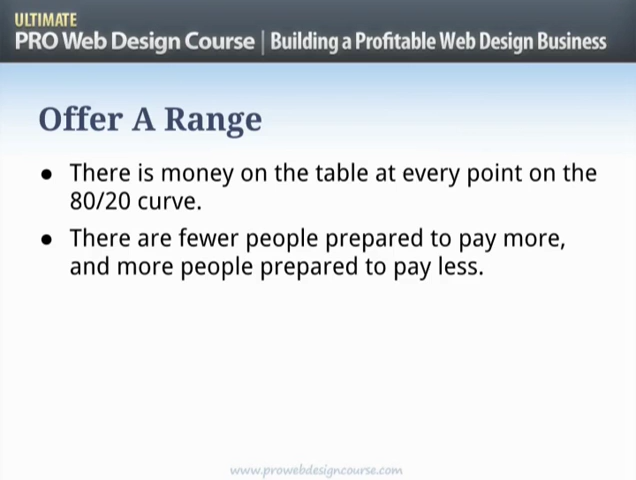 ULTIMATE
PRO Web Design Course | Building a Profitable Web Design Business
Offer A Range
● There is money on the table at every point on the
80/20 curve.
● There are fewer people prepared to pay more,
and more people prepared to pay less.
www.prowebdesigncourse.com